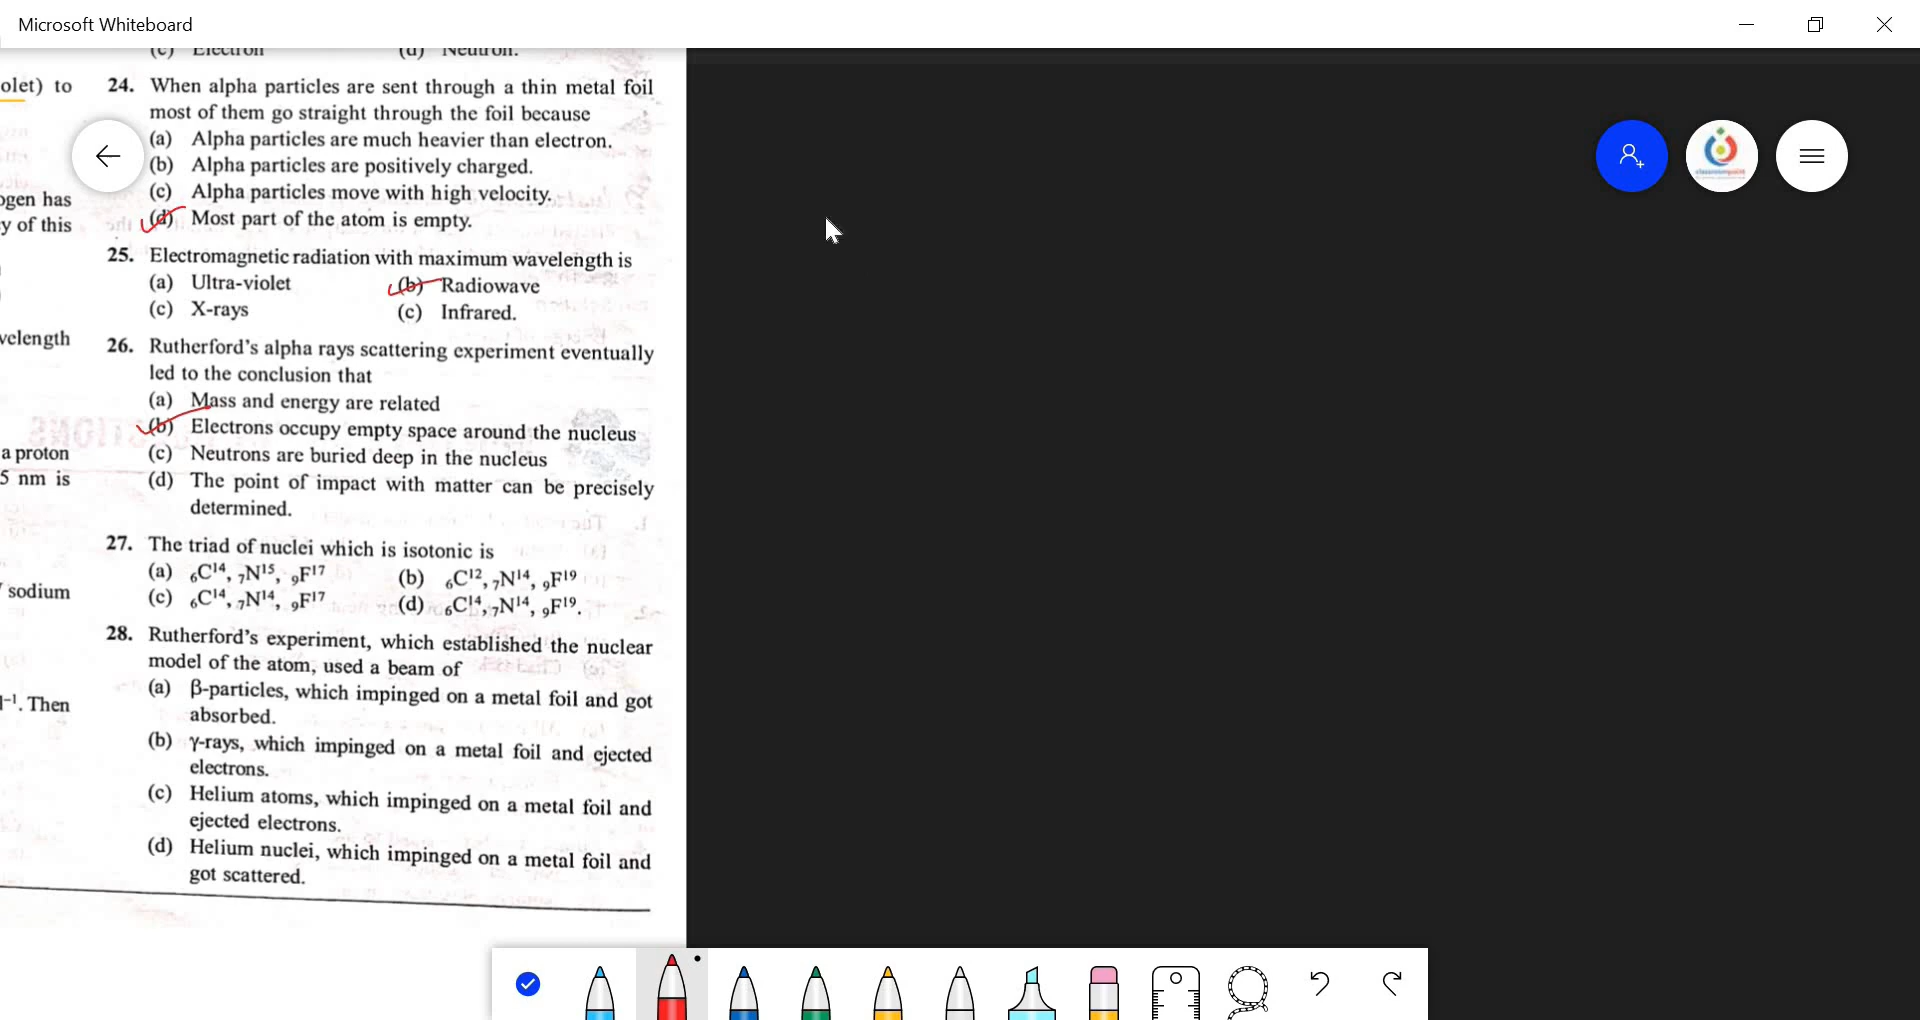 Microsoft Whiteboard
(c) Electron (d) Neutron.
olet) to
ogen has
y of this
velength
a proton
5 nm is
sodium
⁻¹. Then
24. When alpha particles are sent through a thin metal foil
most of them go straight through the foil because
(a) Alpha particles are much heavier than electron.
(b) Alpha particles are positively charged.
(c) Alpha particles move with high velocity.
(d) Most part of the atom is empty.
25. Electromagnetic radiation with maximum wavelength is
(a) Ultra-violet (b) Radiowave
(c) X-rays (c) Infrared.
26. Rutherford's alpha rays scattering experiment eventually
led to the conclusion that
(a) Mass and energy are related
(b) Electrons occupy empty space around the nucleus
(c) Neutrons are buried deep in the nucleus
(d) The point of impact with matter can be precisely
determined.
27. The triad of nuclei which is isotonic is
(a) ₆C¹⁴, ₇N¹⁵, ₉F¹⁷ (b) ₆C¹², ₇N¹⁴, ₉F¹⁹
(c) ₆C¹⁴, ₇N¹⁴, ₉F¹⁷ (d) ₆C¹⁴, ₇N¹⁴, ₉F¹⁹.
28. Rutherford's experiment, which established the nuclear
model of the atom, used a beam of
(a) β-particles, which impinged on a metal foil and got
absorbed.
(b) γ-rays, which impinged on a metal foil and ejected
electrons.
(c) Helium atoms, which impinged on a metal foil and
ejected electrons.
(d) Helium nuclei, which impinged on a metal foil and
got scattered.